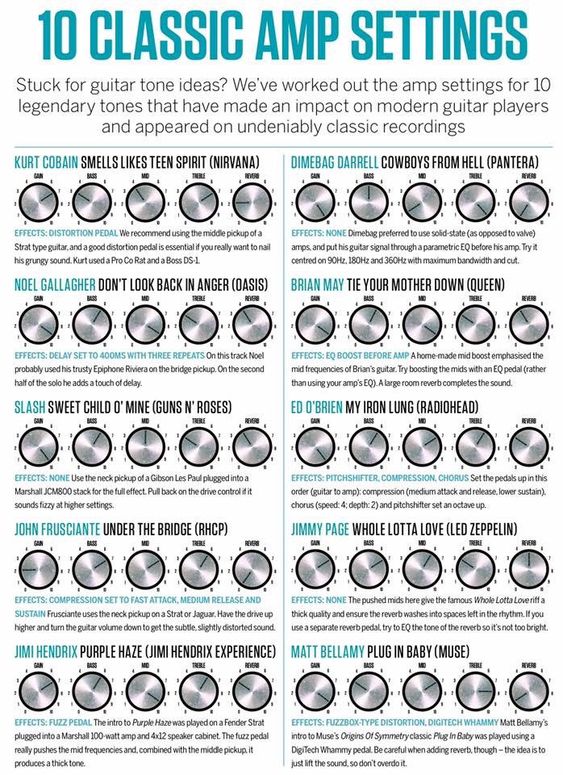 10 CLASSIC AMP SETTINGS
Stuck for guitar tone ideas? We've worked out the amp settings for 10
legendary tones that have made an impact on modern guitar players
and appeared on undeniably classic recordings
KURT COBAIN SMELLS LIKES TEEN SPIRIT (NIRVANA)
GAIN BASS MID TREBLE REVERB
EFFECTS: DISTORTION PEDAL We recommend using the middle pickup of a
Strat type guitar, and a good distortion pedal is essential if you really want to nail
his grungy sound. Kurt used a Pro Co Rat and a Boss DS-1.
NOEL GALLAGHER DON'T LOOK BACK IN ANGER (OASIS)
GAIN BASS MID TREBLE REVERB
EFFECTS: DELAY SET TO 400MS WITH THREE REPEATS On this track Noel
probably used his trusty Epiphone Riviera on the bridge pickup. On the second
half of the solo he adds a touch of delay.
SLASH SWEET CHILD O' MINE (GUNS N' ROSES)
GAIN BASS MID TREBLE REVERB
EFFECTS: NONE Use the neck pickup of a Gibson Les Paul plugged into a
Marshall JCM800 stack for the full effect. Pull back on the drive control if it
sounds fizzy at higher settings.
JOHN FRUSCIANTE UNDER THE BRIDGE (RHCP)
GAIN BASS MID TREBLE REVERB
EFFECTS: COMPRESSION SET TO FAST ATTACK, MEDIUM RELEASE AND
SUSTAIN Frusciante uses the neck pickup on a Strat or Jaguar. Have the drive up
higher and turn the guitar volume down to get the subtle, slightly distorted sound.
JIMI HENDRIX PURPLE HAZE (JIMI HENDRIX EXPERIENCE)
GAIN BASS MID TREBLE REVERB
EFFECTS: FUZZ PEDAL The intro to Purple Haze was played on a Fender Strat
plugged into a Marshall 100-watt amp and 4x12 speaker cabinet. The fuzz pedal
really pushes the mid frequencies and, combined with the middle pickup, it
produces a thick tone.
DIMEBAG DARRELL COWBOYS FROM HELL (PANTERA)
GAIN BASS MID TREBLE REVERB
EFFECTS: NONE Dimebag preferred to use solid-state (as opposed to valve)
amps, and put his guitar signal through a parametric EQ before his amp. Try it
centred on 90Hz, 180Hz and 360Hz with maximum bandwidth and cut.
BRIAN MAY TIE YOUR MOTHER DOWN (QUEEN)
GAIN BASS MID TREBLE REVERB
EFFECTS: EQ BOOST BEFORE AMP A home-made mid boost emphasised the
mid frequencies of Brian's guitar. Try boosting the mids with an EQ pedal (rather
than using your amp's EQ). A large room reverb completes the sound.
ED O'BRIEN MY IRON LUNG (RADIOHEAD)
GAIN BASS MID TREBLE REVERB
EFFECTS: PITCHSHIFTER, COMPRESSION, CHORUS Set the pedals up in this
order (guitar to amp): compression (medium attack and release, lower sustain),
chorus (speed: 4; depth: 2) and pitchshifter set an octave up.
JIMMY PAGE WHOLE LOTTA LOVE (LED ZEPPELIN)
GAIN BASS MID TREBLE REVERB
EFFECTS: NONE The pushed mids here give the famous Whole Lotta Love riff a
thick quality and ensure the reverb washes into spaces left in the rhythm. If you
use a separate reverb pedal, try to EQ the tone of the reverb so it's not too bright.
MATT BELLAMY PLUG IN BABY (MUSE)
GAIN BASS MID TREBLE REVERB
EFFECTS: FUZZBOX-TYPE DISTORTION, DIGITECH WHAMMY Matt Bellamy's
intro to Muse's Origins Of Symmetry classic Plug In Baby was played using a
DigiTech Whammy pedal. Be careful when adding reverb, though – the idea is to
just lift the sound, so don't overdo it.